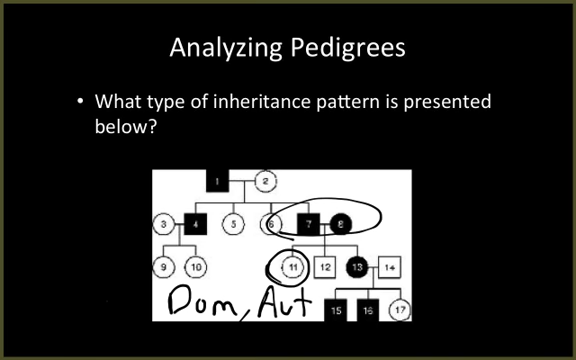 Analyzing Pedigrees
• What type of inheritance pattern is presented
below?
1 2
3 4 5 6 7 8
9 10 11 12 13 14
Dom, Aut 15 16 17